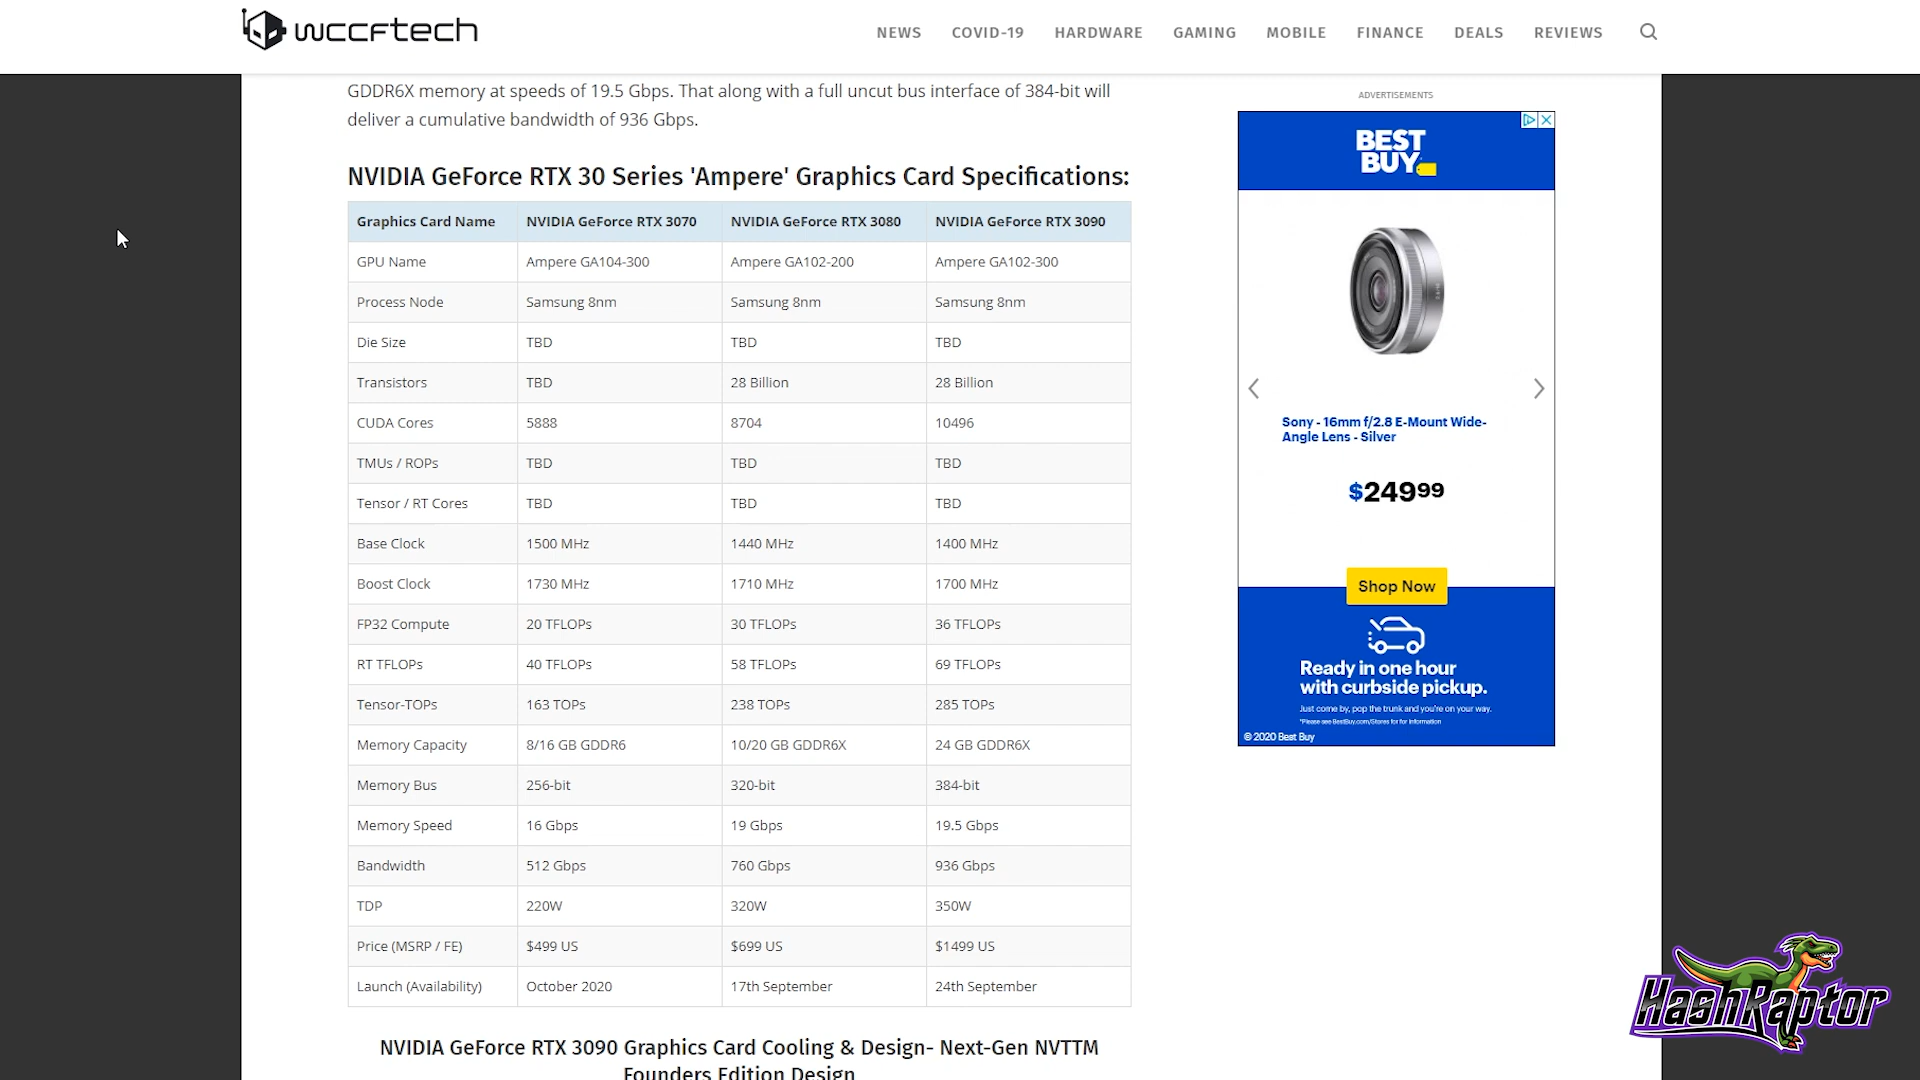 wccftech
NEWS COVID-19 HARDWARE GAMING MOBILE FINANCE DEALS REVIEWS
GDDR6X memory at speeds of 19.5 Gbps. That along with a full uncut bus interface of 384-bit will
deliver a cumulative bandwidth of 936 Gbps.
NVIDIA GeForce RTX 30 Series 'Ampere' Graphics Card Specifications:
Graphics Card Name NVIDIA GeForce RTX 3070 NVIDIA GeForce RTX 3080 NVIDIA GeForce RTX 3090
GPU Name Ampere GA104-300 Ampere GA102-200 Ampere GA102-300
Process Node Samsung 8nm Samsung 8nm Samsung 8nm
Die Size TBD TBD TBD
Transistors TBD 28 Billion 28 Billion
CUDA Cores 5888 8704 10496
TMUs / ROPs TBD TBD TBD
Tensor / RT Cores TBD TBD TBD
Base Clock 1500 MHz 1440 MHz 1400 MHz
Boost Clock 1730 MHz 1710 MHz 1700 MHz
FP32 Compute 20 TFLOPs 30 TFLOPs 36 TFLOPs
RT TFLOPs 40 TFLOPs 58 TFLOPs 69 TFLOPs
Tensor-TOPs 163 TOPs 238 TOPs 285 TOPs
Memory Capacity 8/16 GB GDDR6 10/20 GB GDDR6X 24 GB GDDR6X
Memory Bus 256-bit 320-bit 384-bit
Memory Speed 16 Gbps 19 Gbps 19.5 Gbps
Bandwidth 512 Gbps 760 Gbps 936 Gbps
TDP 220W 320W 350W
Price (MSRP / FE) $499 US $699 US $1499 US
Launch (Availability) October 2020 17th September 24th September
NVIDIA GeForce RTX 3090 Graphics Card Cooling & Design- Next-Gen NVTTM
Founders Edition Design
ADVERTISEMENTS
BEST
BUY
Sony - 16mm f/2.8 E-Mount Wide-
Angle Lens - Silver
$24999
Shop Now
Ready in one hour
with curbside pickup.
Just come by, pop the trunk and you're on your way.
*Please see BestBuy.com/Stores for for information
© 2020 Best Buy
HashRaptor